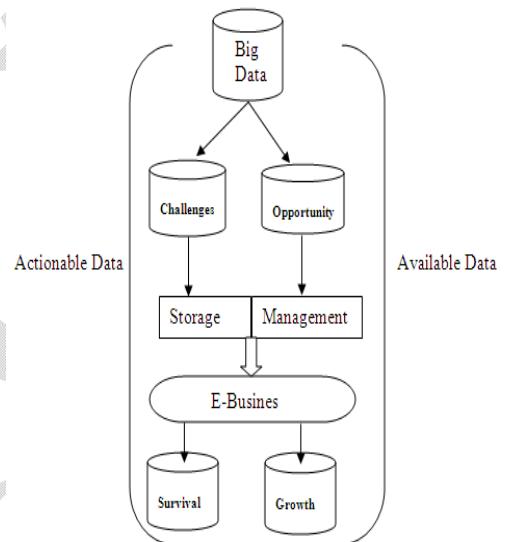 Big
Data
Challenges
Opportunity
Actionable Data
Available Data
Storage
Management
E-Busines
Survival
Growth